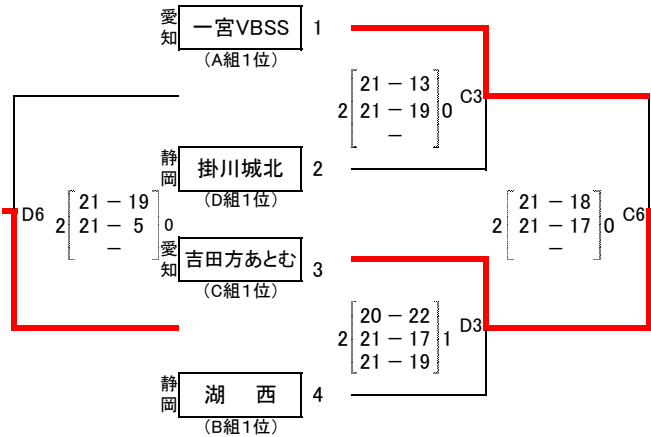 愛知 一宮VBSS 1
(A組1位)
2 21 - 13 0 C3
21 - 19
-
静岡 掛川城北 2
(D組1位)
D6 2 21 - 19 0
21 - 5
-
2 21 - 18 0 C6
21 - 17
-
愛知 吉田方あとむ 3
(C組1位)
2 20 - 22 1 D3
21 - 17
21 - 19
静岡 湖 西 4
(B組1位)